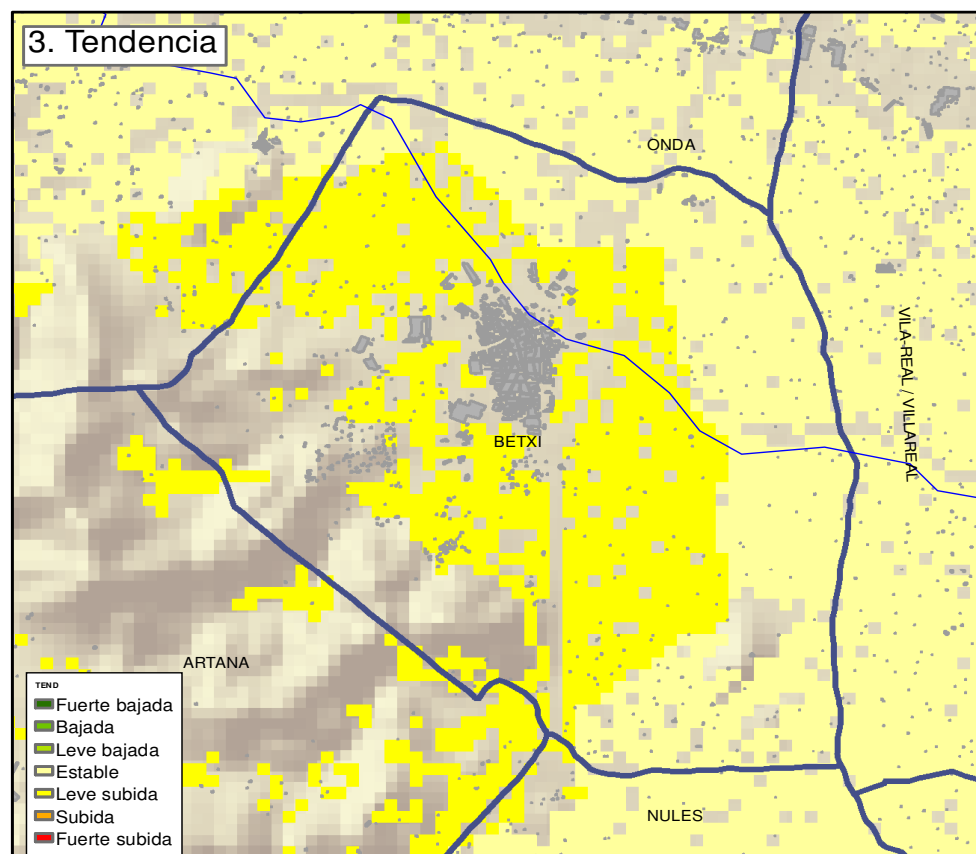 3. Tendencia
ONDA
VILA-REAL / VILLAREAL
BETXI
ARTANA
NULES
TEND
Fuerte bajada
Bajada
Leve bajada
Estable
Leve subida
Subida
Fuerte subida